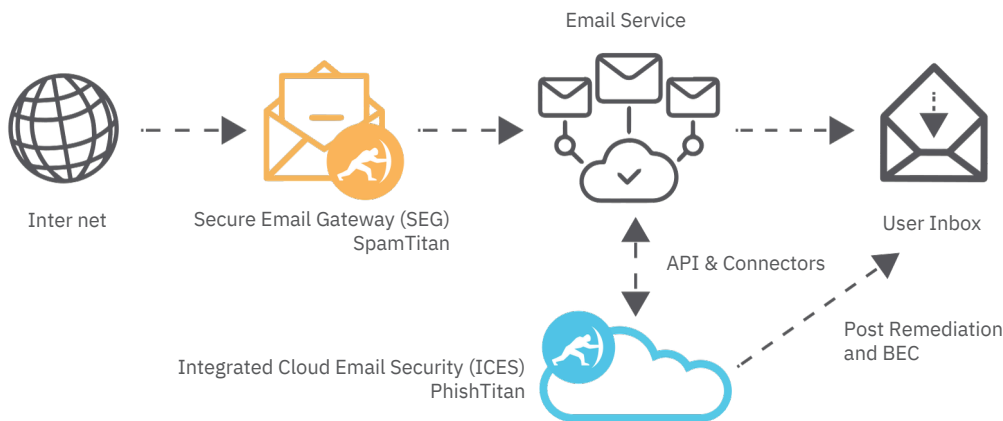 Email Service
Inter net
Secure Email Gateway (SEG)
SpamTitan
User Inbox
API & Connectors
Post Remediation
and BEC
Integrated Cloud Email Security (ICES)
PhishTitan